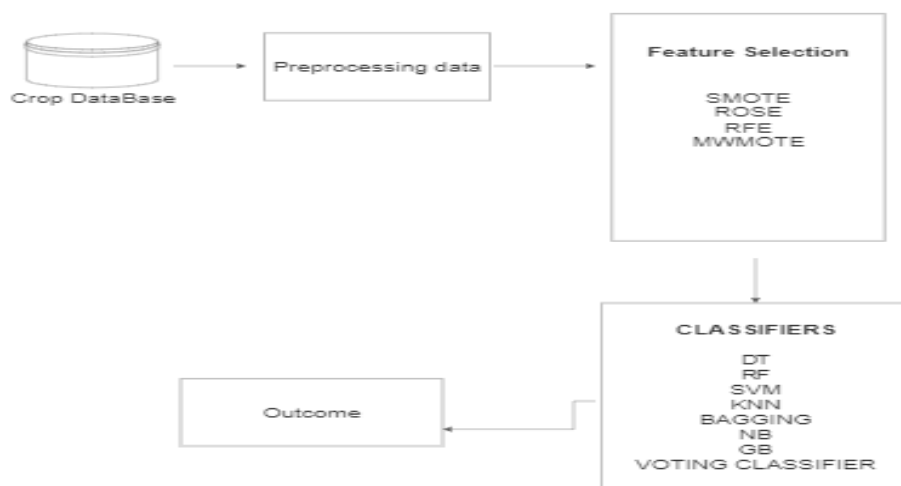 Crop DataBase
Preprocessing data
Feature Selection
SMOTE
ROSE
RFE
MWMOTE
CLASSIFIERS
DT
RF
SVM
KNN
BAGGING
NB
GB
VOTING CLASSIFIER
Outcome